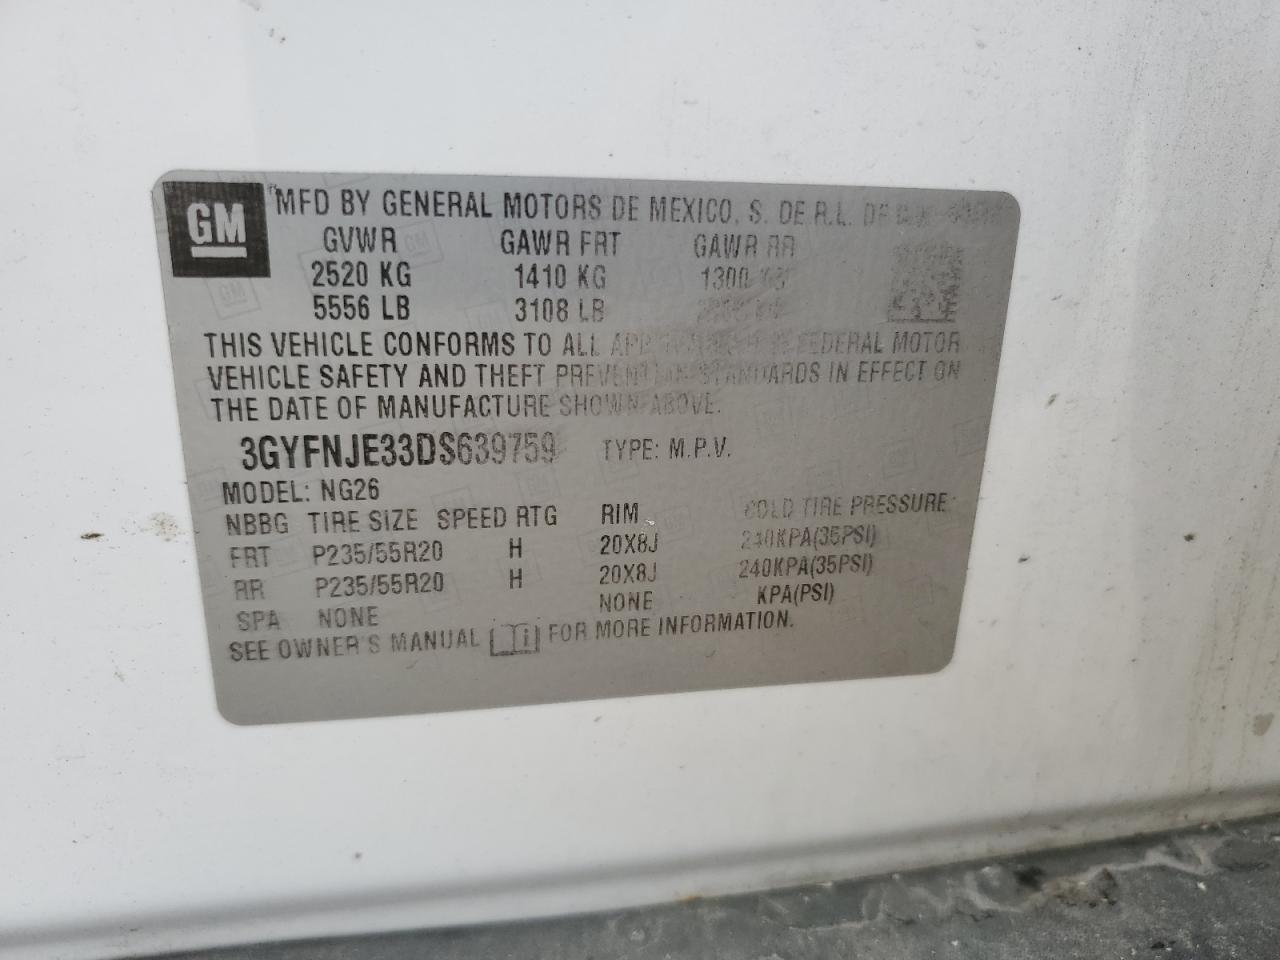 GM
MFD BY GENERAL MOTORS DE MEXICO, S. DE R.L. DE
GVWR GAWR FRT GAWR RR
2520 KG 1410 KG 1300 KG
5556 LB 3108 LB
THIS VEHICLE CONFORMS TO ALL FEDERAL MOTOR
VEHICLE SAFETY AND THEFT PREVENTION STANDARDS IN EFFECT ON
THE DATE OF MANUFACTURE SHOWN ABOVE.
3GYFNJE33DS639759 TYPE: M.P.V.
MODEL: NG26
NBBG TIRE SIZE SPEED RTG RIM COLD TIRE PRESSURE
FRT P235/55R20 H 20X8J 240KPA(35PSI)
RR P235/55R20 H 20X8J 240KPA(35PSI)
SPA NONE NONE KPA(PSI)
SEE OWNER'S MANUAL i FOR MORE INFORMATION.